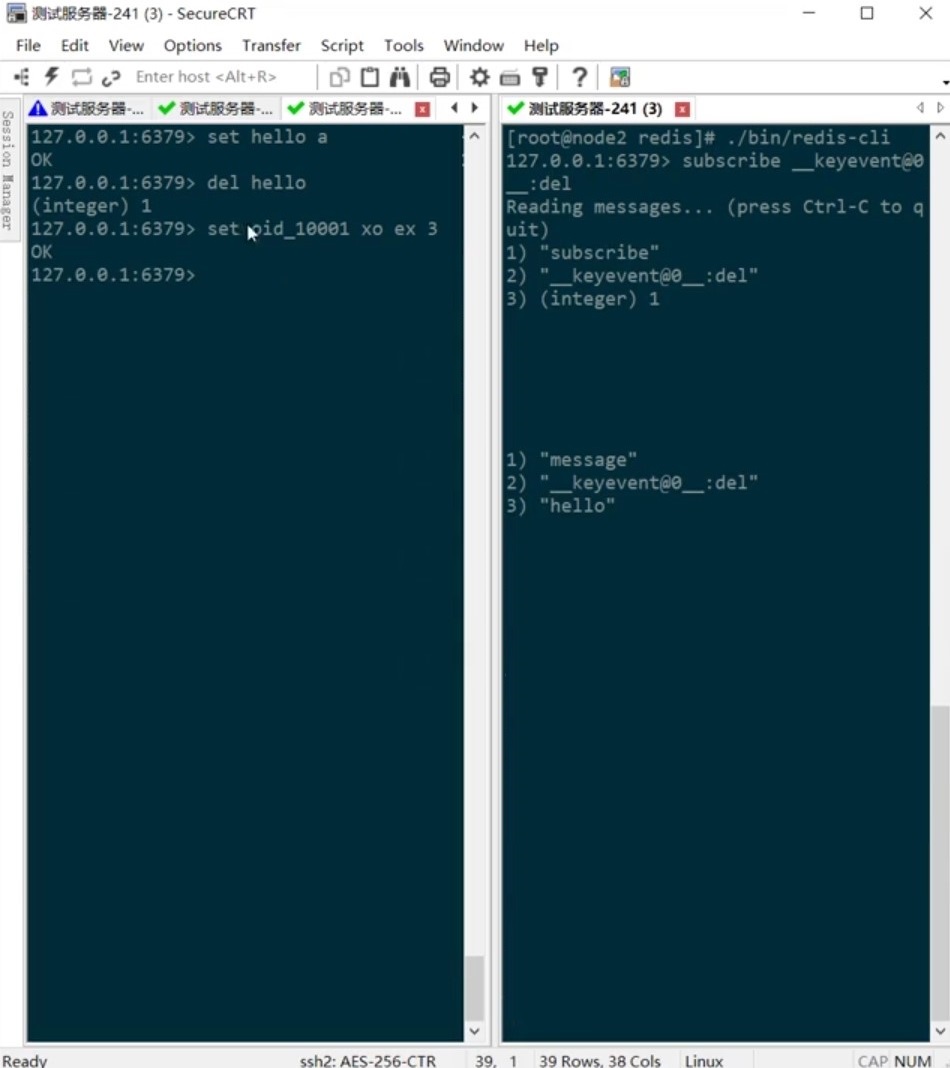 测试服务器-241 (3) - SecureCRT
File Edit View Options Transfer Script Tools Window Help
Enter host <Alt+R>
Session Manager
测试服务器-... 测试服务器-... 测试服务器-...
127.0.0.1:6379> set hello a
OK
127.0.0.1:6379> del hello
(integer) 1
127.0.0.1:6379> set oid_10001 xo ex 3
OK
127.0.0.1:6379>
测试服务器-241 (3)
[root@node2 redis]# ./bin/redis-cli
127.0.0.1:6379> subscribe __keyevent@0
__:del
Reading messages... (press Ctrl-C to q
uit)
1) "subscribe"
2) "__keyevent@0__:del"
3) (integer) 1
1) "message"
2) "__keyevent@0__:del"
3) "hello"
Ready ssh2: AES-256-CTR 39, 1 39 Rows, 38 Cols Linux CAP NUM